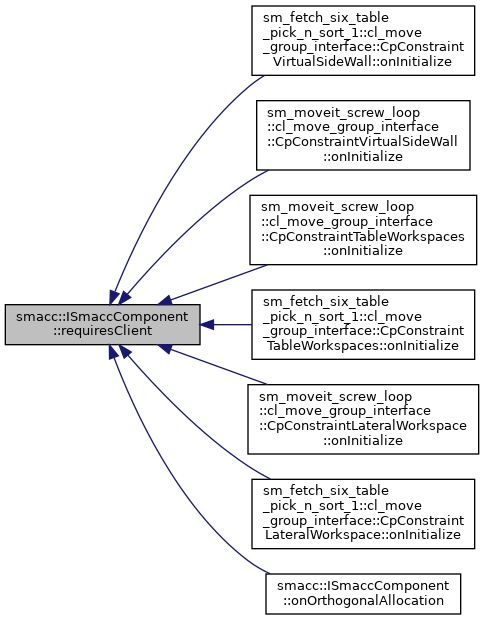 sm_fetch_six_table
_pick_n_sort_1::cl_move
_group_interface::CpConstraint
VirtualSideWall::onInitialize
sm_moveit_screw_loop
::cl_move_group_interface
::CpConstraintVirtualSideWall
::onInitialize
sm_moveit_screw_loop
::cl_move_group_interface
::CpConstraintTableWorkspaces
::onInitialize
smacc::ISmaccComponent
::requiresClient
sm_fetch_six_table
_pick_n_sort_1::cl_move
_group_interface::CpConstraint
TableWorkspaces::onInitialize
sm_moveit_screw_loop
::cl_move_group_interface
::CpConstraintLateralWorkspace
::onInitialize
sm_fetch_six_table
_pick_n_sort_1::cl_move
_group_interface::CpConstraint
LateralWorkspace::onInitialize
smacc::ISmaccComponent
::onOrthogonalAllocation